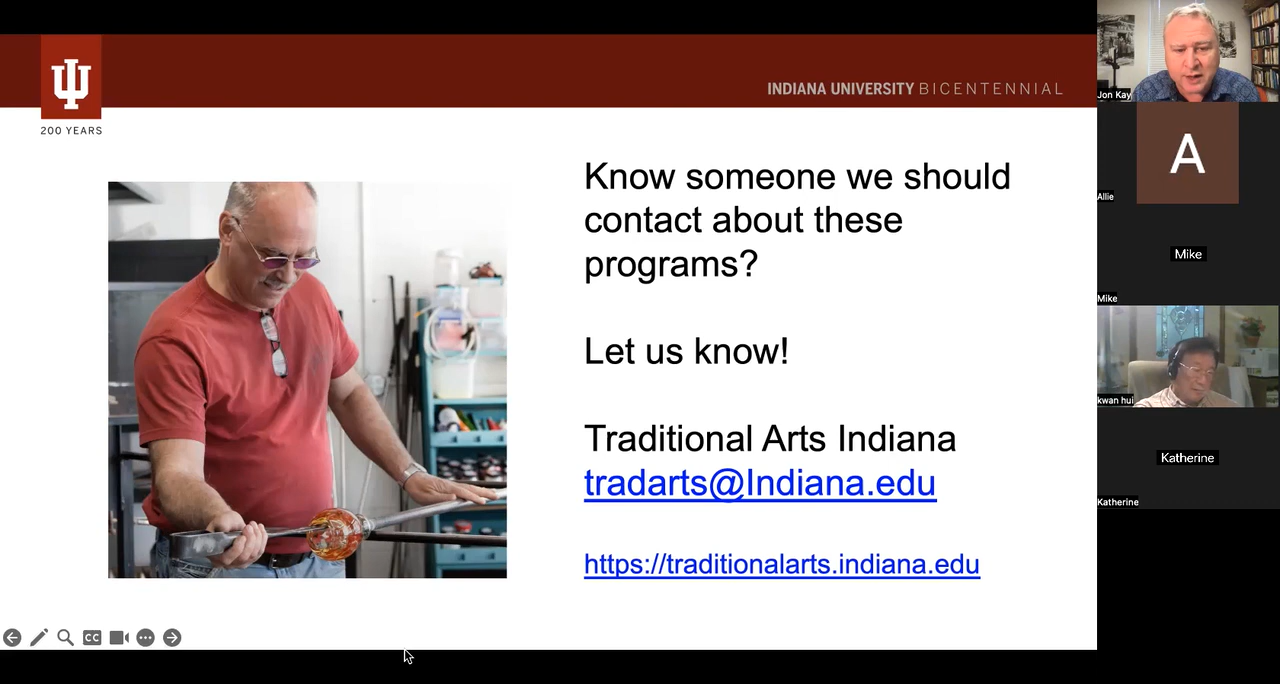 INDIANA UNIVERSITY BICENTENNIAL
200 YEARS
Know someone we should
contact about these
programs?
Let us know!
Traditional Arts Indiana
tradarts@Indiana.edu
https://traditionalarts.indiana.edu
CC
Jon Kay
A
Allie
Mike
Mike
kwan hui
Katherine
Katherine